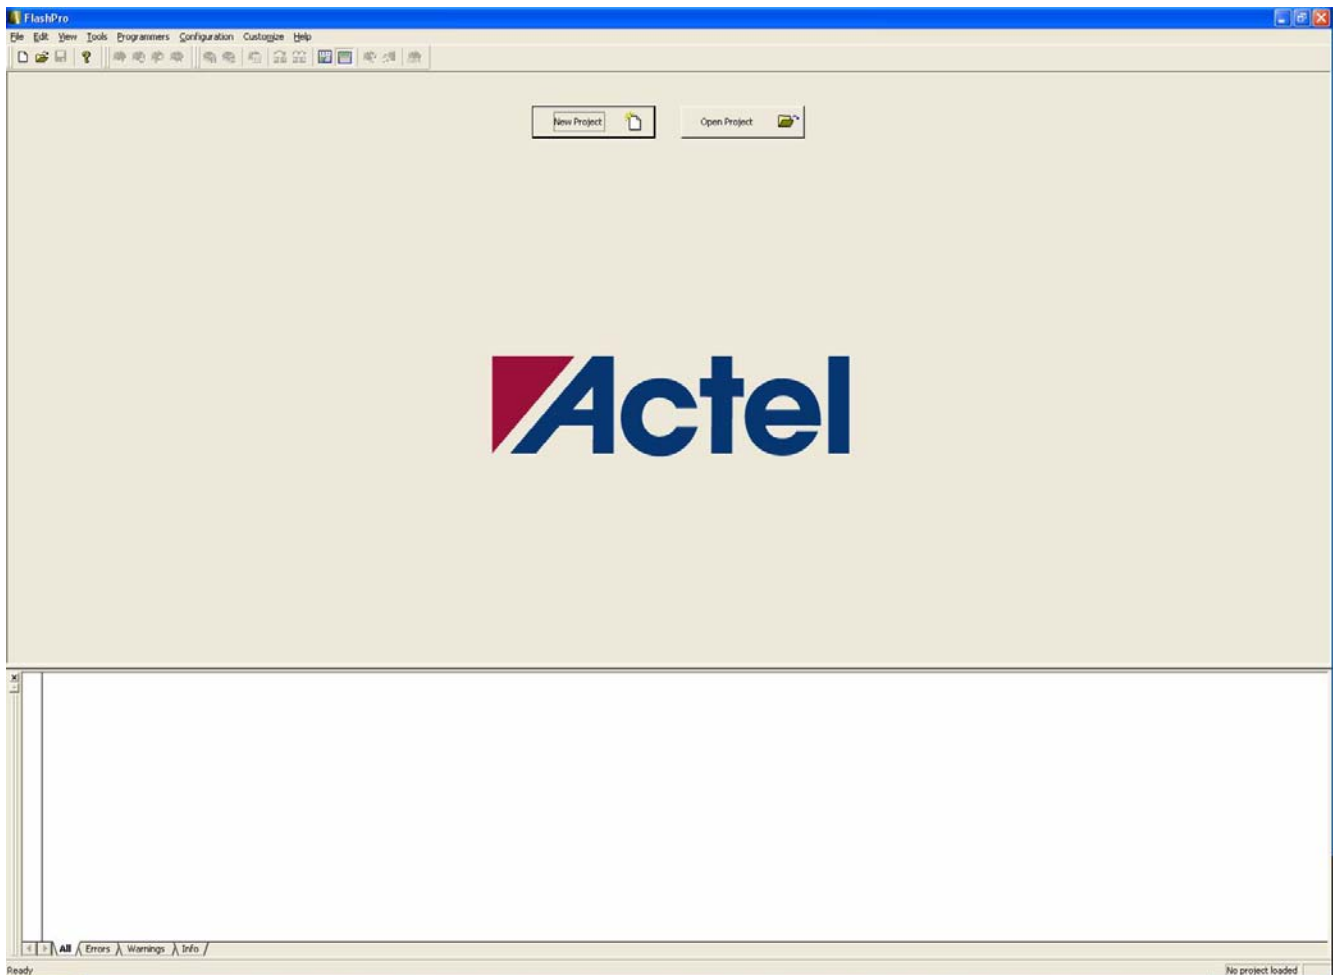 FlashPro
File Edit View Tools Programmers Configuration Customize Help
New Project Open Project
Actel
All Errors Warnings Info
Ready No project loaded